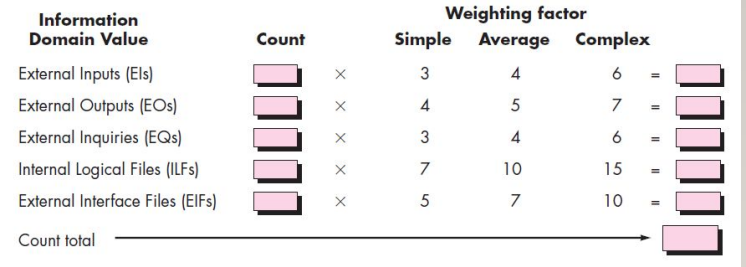 Information Weighting factor
Domain Value Count Simple Average Complex
External Inputs (EIs) × 3 4 6 =
External Outputs (EOs) × 4 5 7 =
External Inquiries (EQs) × 3 4 6 =
Internal Logical Files (ILFs) × 7 10 15 =
External Interface Files (EIFs) × 5 7 10 =
Count total